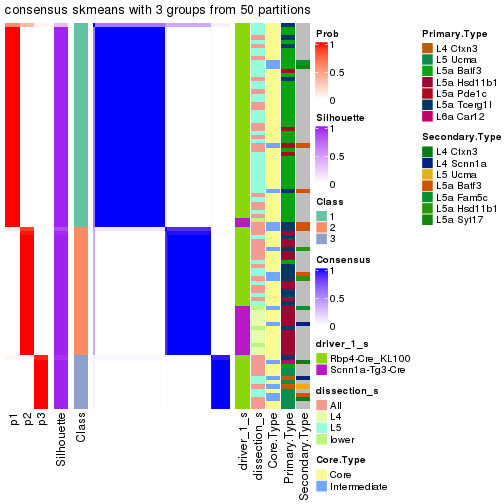 consensus skmeans with 3 groups from 50 partitions
p1
p2
p3
Silhouette
Class
driver_1_s
dissection_s
Core.Type
Primary.Type
Secondary.Type
Prob
1
0.5
0
Silhouette
1
0.5
0
Class
1
2
3
Consensus
1
0.5
0
driver_1_s
Rbp4-Cre_KL100
Scnn1a-Tg3-Cre
dissection_s
All
L4
L5
lower
Core.Type
Core
Intermediate
Primary.Type
L4 Ctxn3
L5 Ucma
L5a Batf3
L5a Hsd11b1
L5a Pde1c
L5a Tcerg1l
L6a Car12
Secondary.Type
L4 Ctxn3
L4 Scnn1a
L5 Ucma
L5a Batf3
L5a Fam5c
L5a Hsd11b1
L5a Syt17